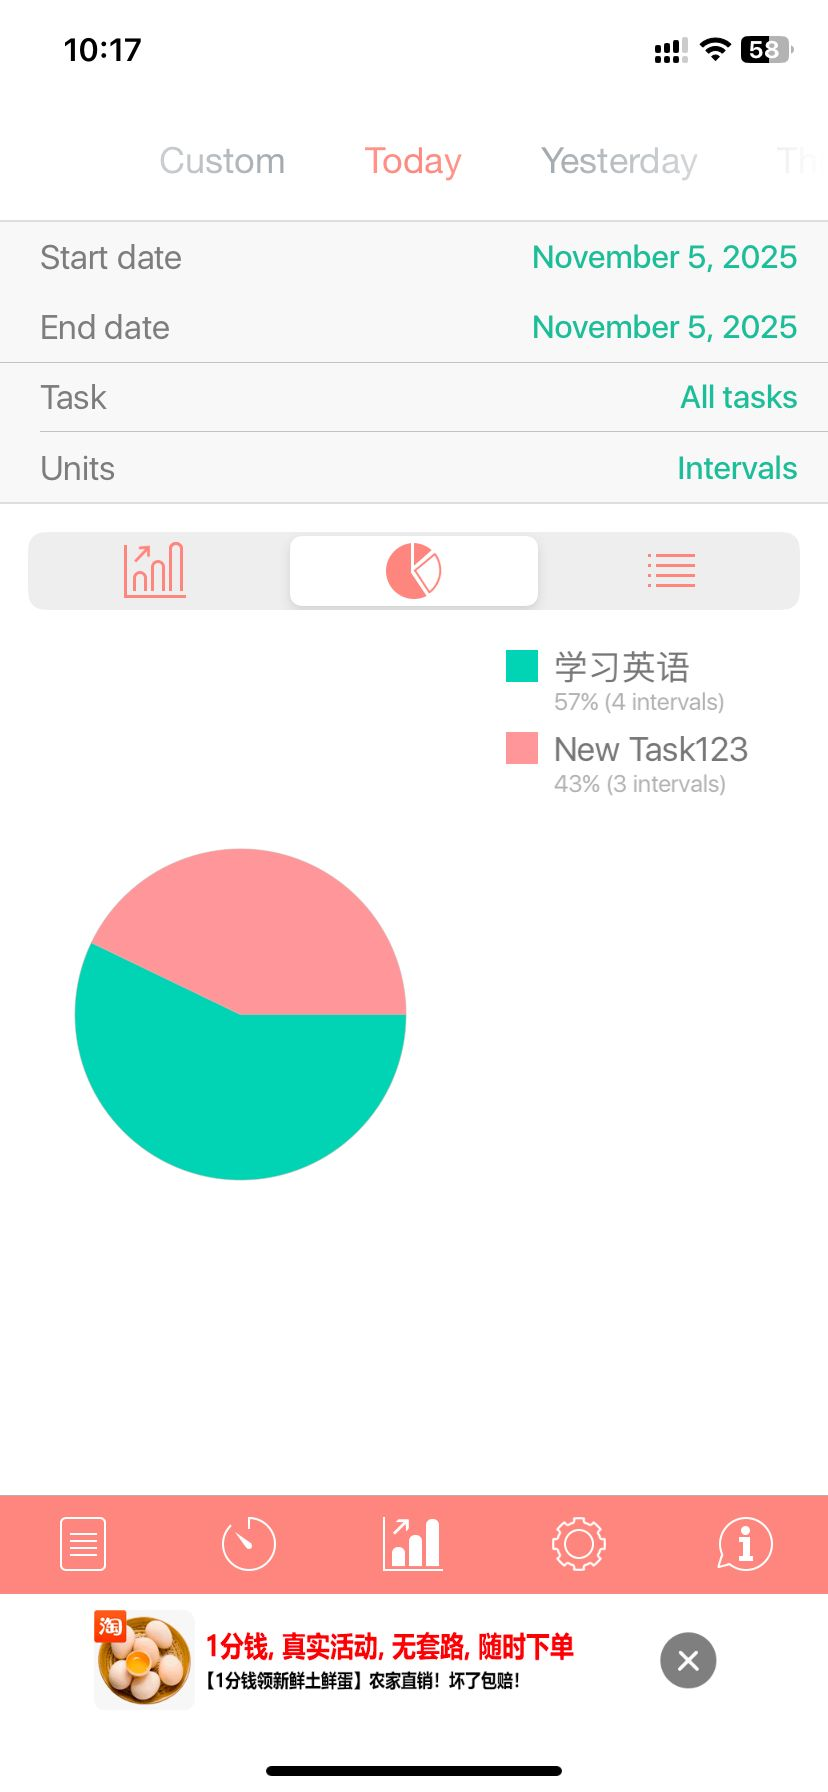 10:17
58
Custom
Today
Yesterday
Th
Start date
November 5, 2025
End date
November 5, 2025
Task
All tasks
Units
Intervals
学习英语
57% (4 intervals)
New Task123
43% (3 intervals)
淘
1分钱, 真实活动, 无套路, 随时下单
【1分钱领新鲜土鲜蛋】农家直销！坏了包赔！